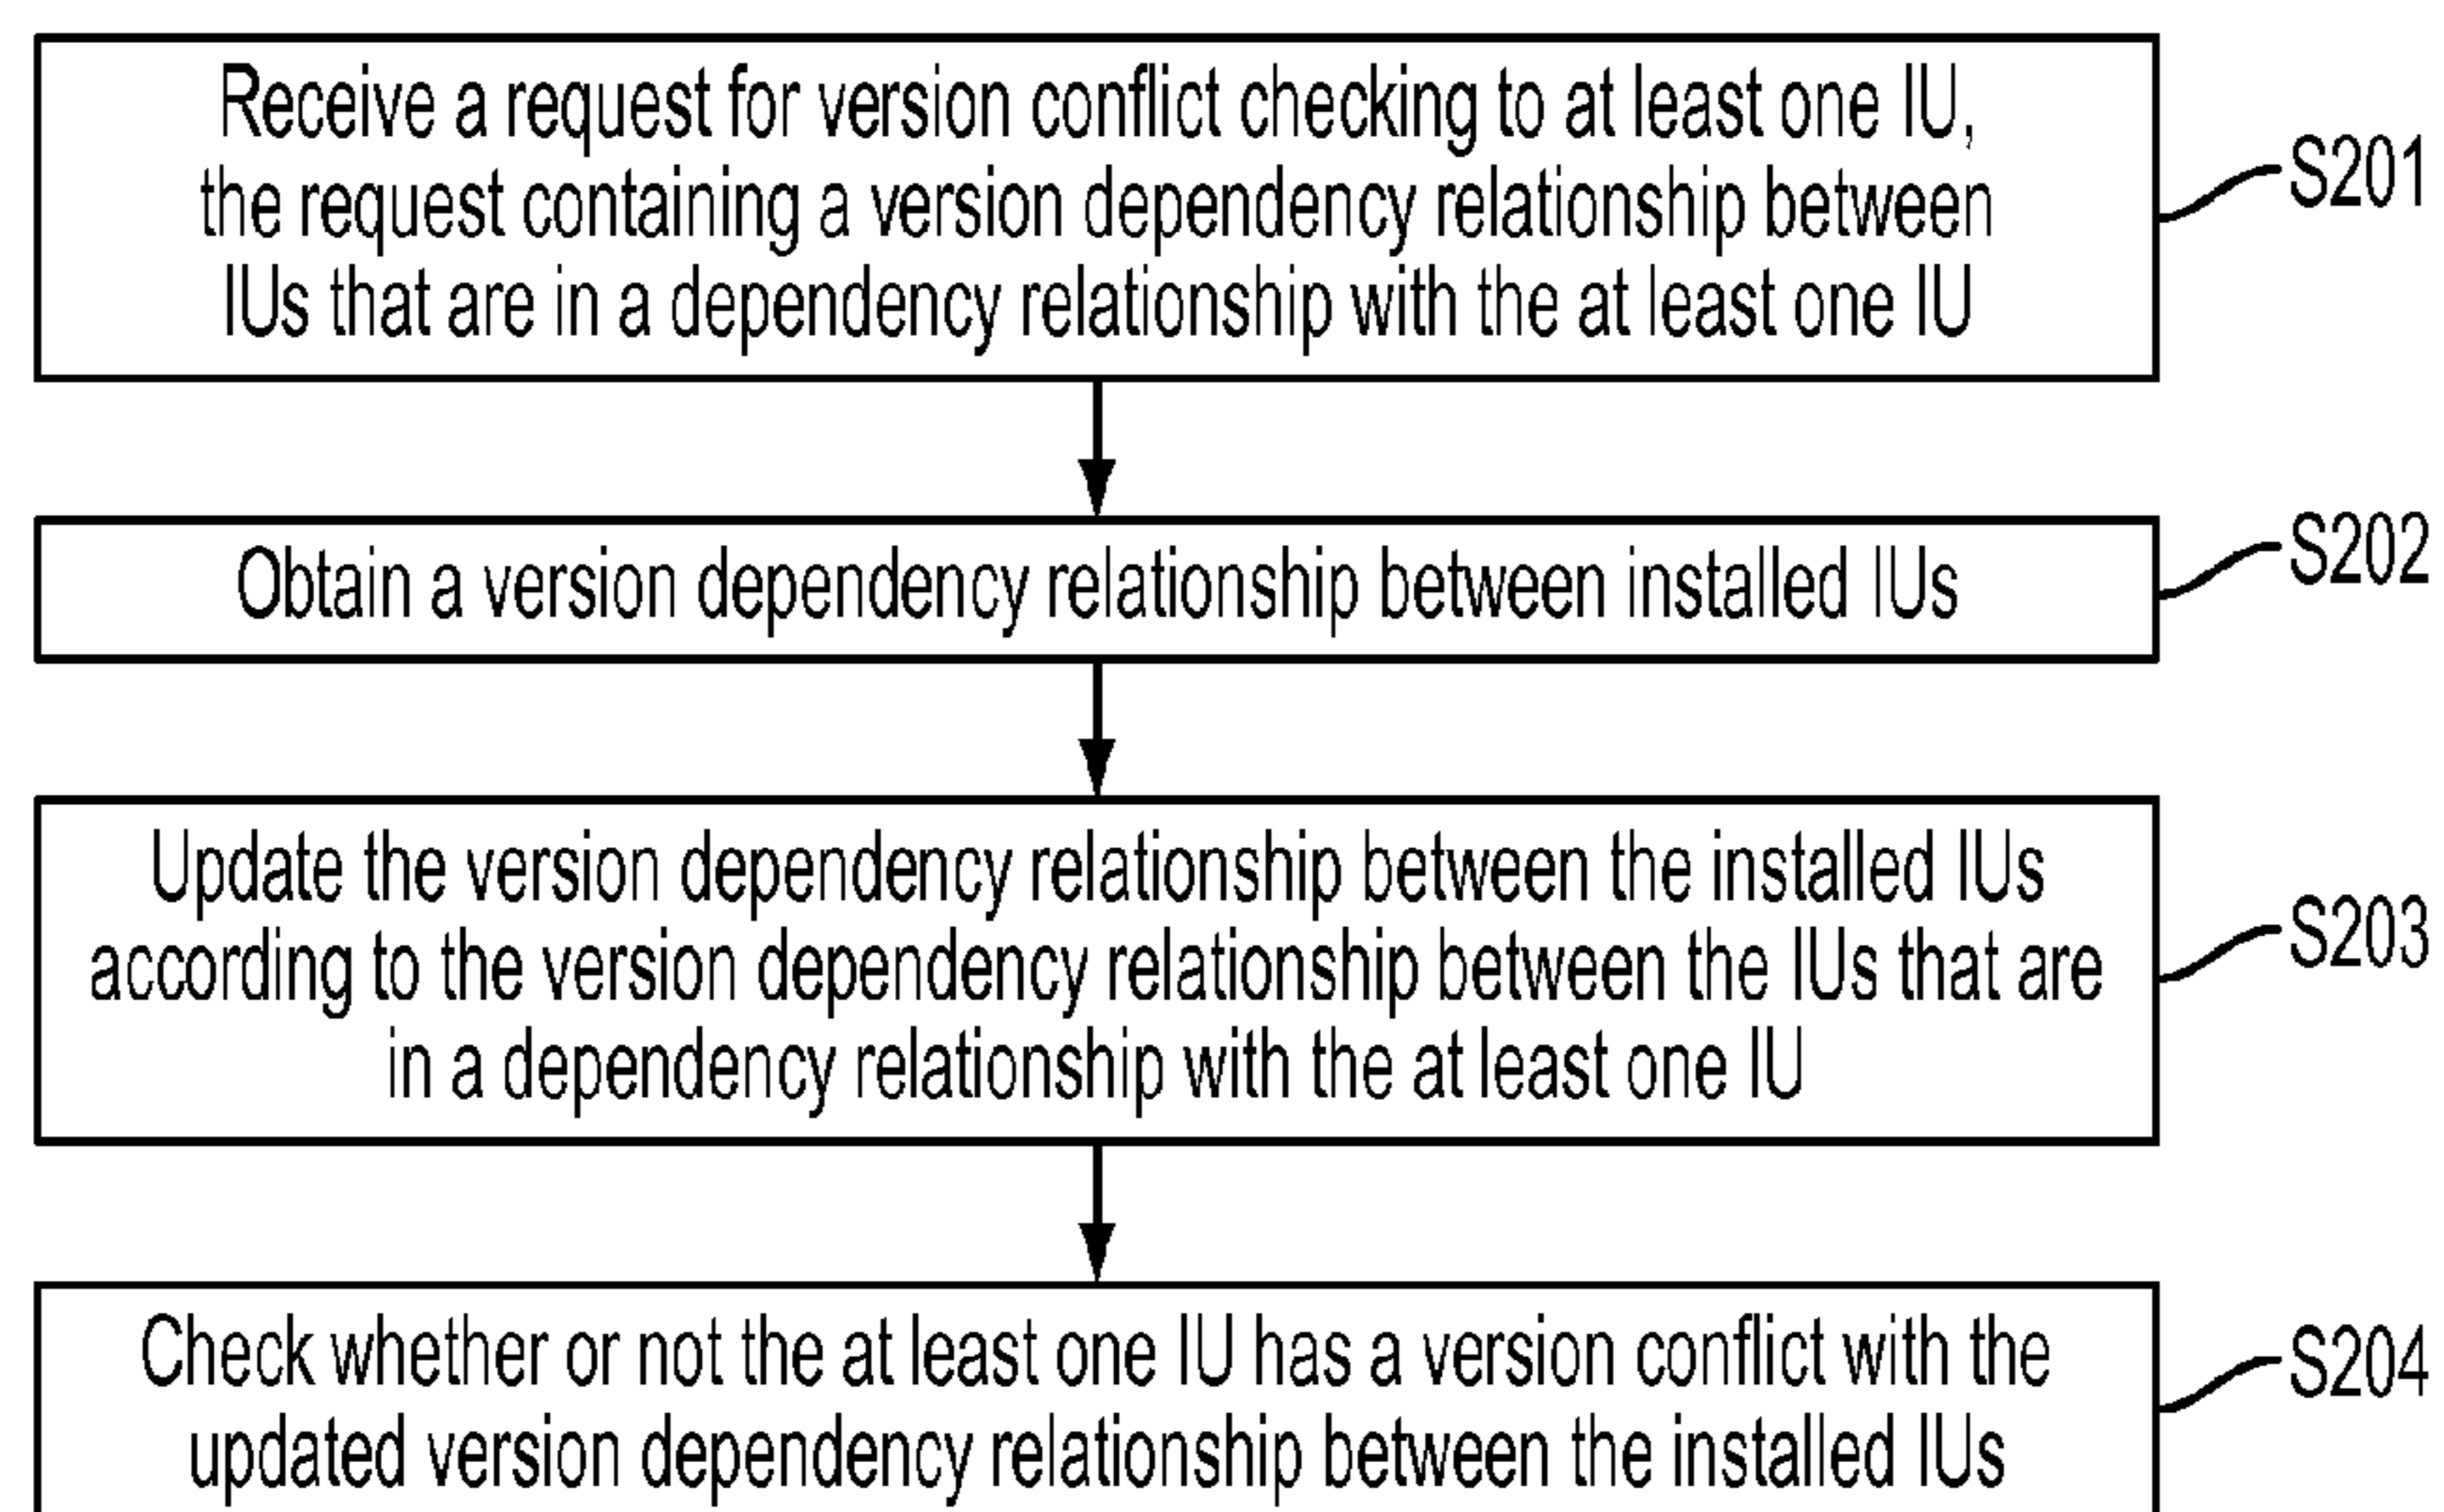 Receive a request for version conflict checking to at least one IU,
the request containing a version dependency relationship between
IUs that are in a dependency relationship with the at least one IU
S201
Obtain a version dependency relationship between installed IUs
S202
Update the version dependency relationship between the installed IUs
according to the version dependency relationship between the IUs that are
in a dependency relationship with the at least one IU
S203
Check whether or not the at least one IU has a version conflict with the
updated version dependency relationship between the installed IUs
S204